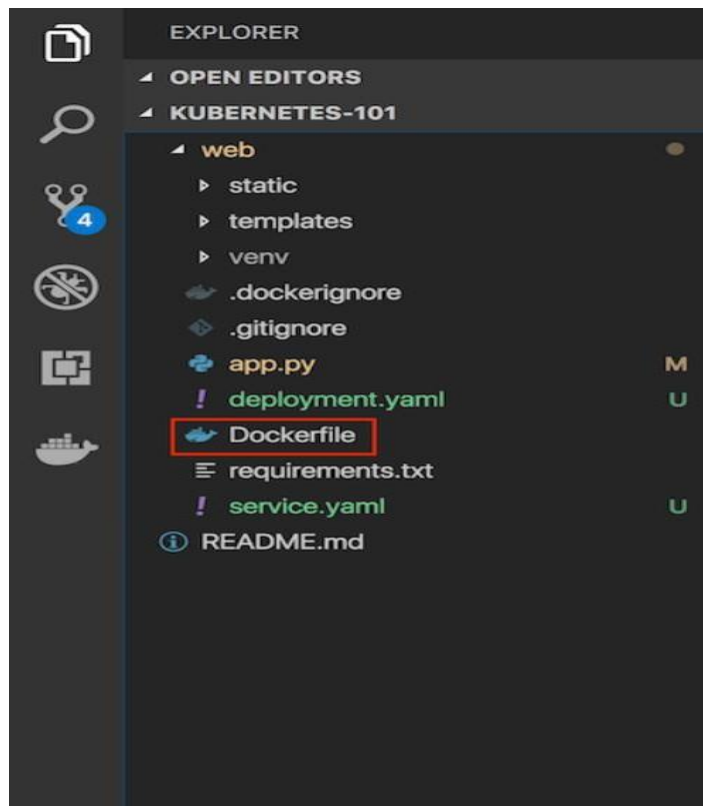 EXPLORER
OPEN EDITORS
KUBERNETES-101
web
static
templates
4
venv
.dockerignore
.gitignore
app.py M
deployment.yaml U
Dockerfile
requirements.txt
service.yaml U
README.md